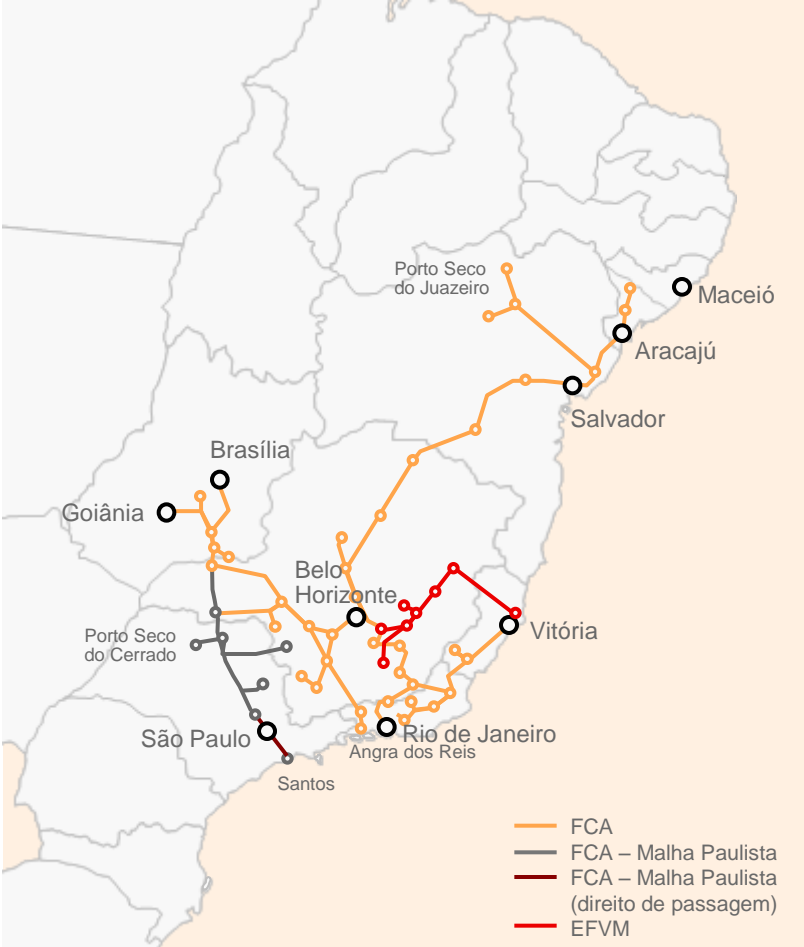 Porto Seco
do Juazeiro
Maceió
Aracajú
Salvador
Brasília
Goiânia
Belo
Horizonte
Porto Seco
do Cerrado
Vitória
São Paulo
Rio de Janeiro
Angra dos Reis
Santos
FCA
FCA – Malha Paulista
FCA – Malha Paulista
(direito de passagem)
EFVM